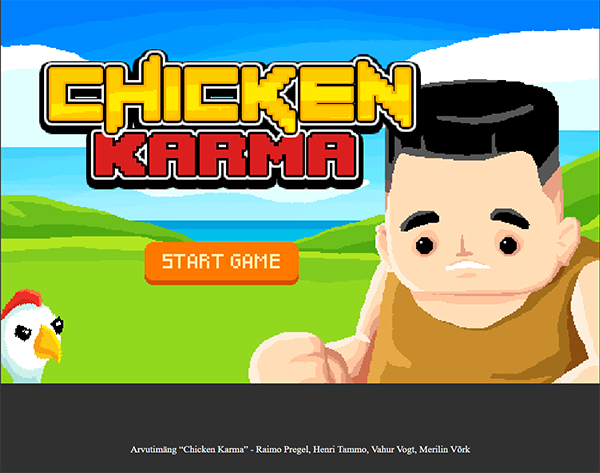 CHICKEN
KARMA
START GAME
Arvutimäng “Chicken Karma” - Raimo Pregel, Henri Tammo, Vahur Vogt, Merilin Võrk